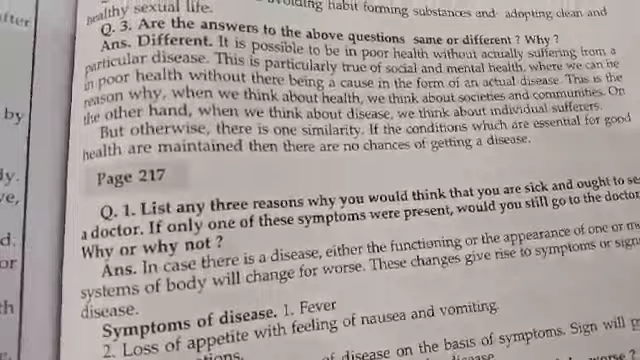 after
by
dy.
ve,
d.
or
th
healthy sexual life.
avoiding habit forming substances and adopting clean and
Q. 3. Are the answers to the above questions same or different ? Why ?
Ans. Different. It is possible to be in poor health without actually suffering from a
particular disease. This is particularly true of social and mental health, where we can be
in poor health without there being a cause in the form of an actual disease. This is the
reason why, when we think about health, we think about societies and communities. On
the other hand, when we think about disease, we think about individual sufferers.
But otherwise, there is one similarity. If the conditions which are essential for good
health are maintained then there are no chances of getting a disease.
Page 217
Q. 1. List any three reasons why you would think that you are sick and ought to se
a doctor. If only one of these symptoms were present, would you still go to the doctor
Why or why not ?
Ans. In case there is a disease, either the functioning or the appearance of one or mo
systems of body will change for worse. These changes give rise to symptoms or sign
disease.
Symptoms of disease. 1. Fever
2. Loss of appetite with feeling of nausea and vomiting.
of disease on the basis of symptoms. Sign will